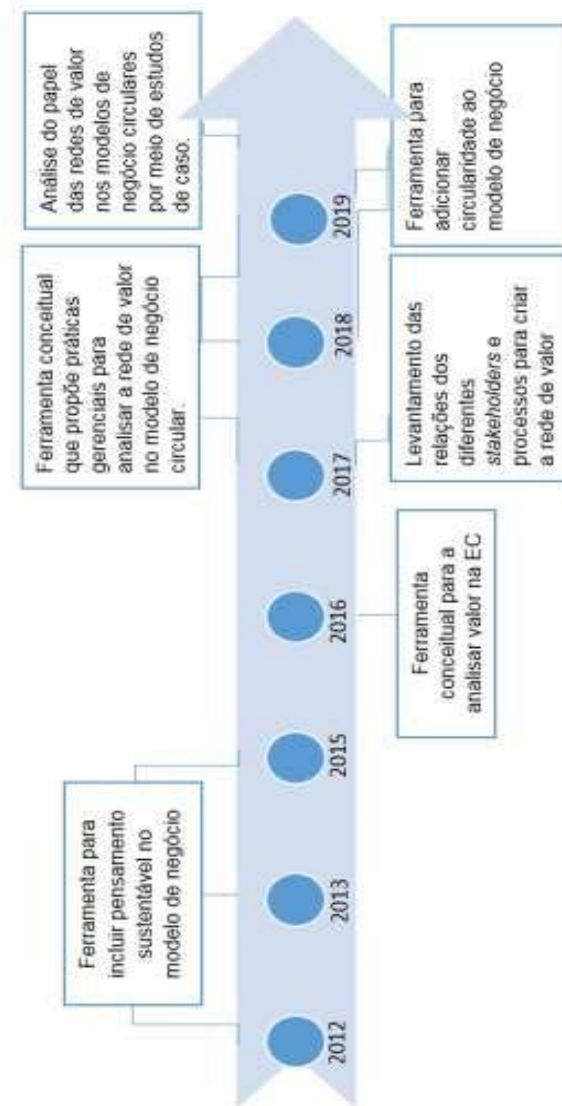 Ferramenta para
incluir pensamento
sustentável no
modelo de negócio
Ferramenta conceitual
que propõe práticas
gerenciais para
analisar a rede de valor
no modelo de negócio
circular.
Análise do papel
das redes de valor
nos modelos de
negócio circulares
por meio de estudos
de caso.
2012
2013
2015
2016
2017
2018
2019
Ferramenta
conceitual para a
analisar valor na EC
Levantamento das
relações dos
diferentes
stakeholders e
processos para criar
a rede de valor
Ferramenta para
adicionar
circularidade ao
modelo de negócio